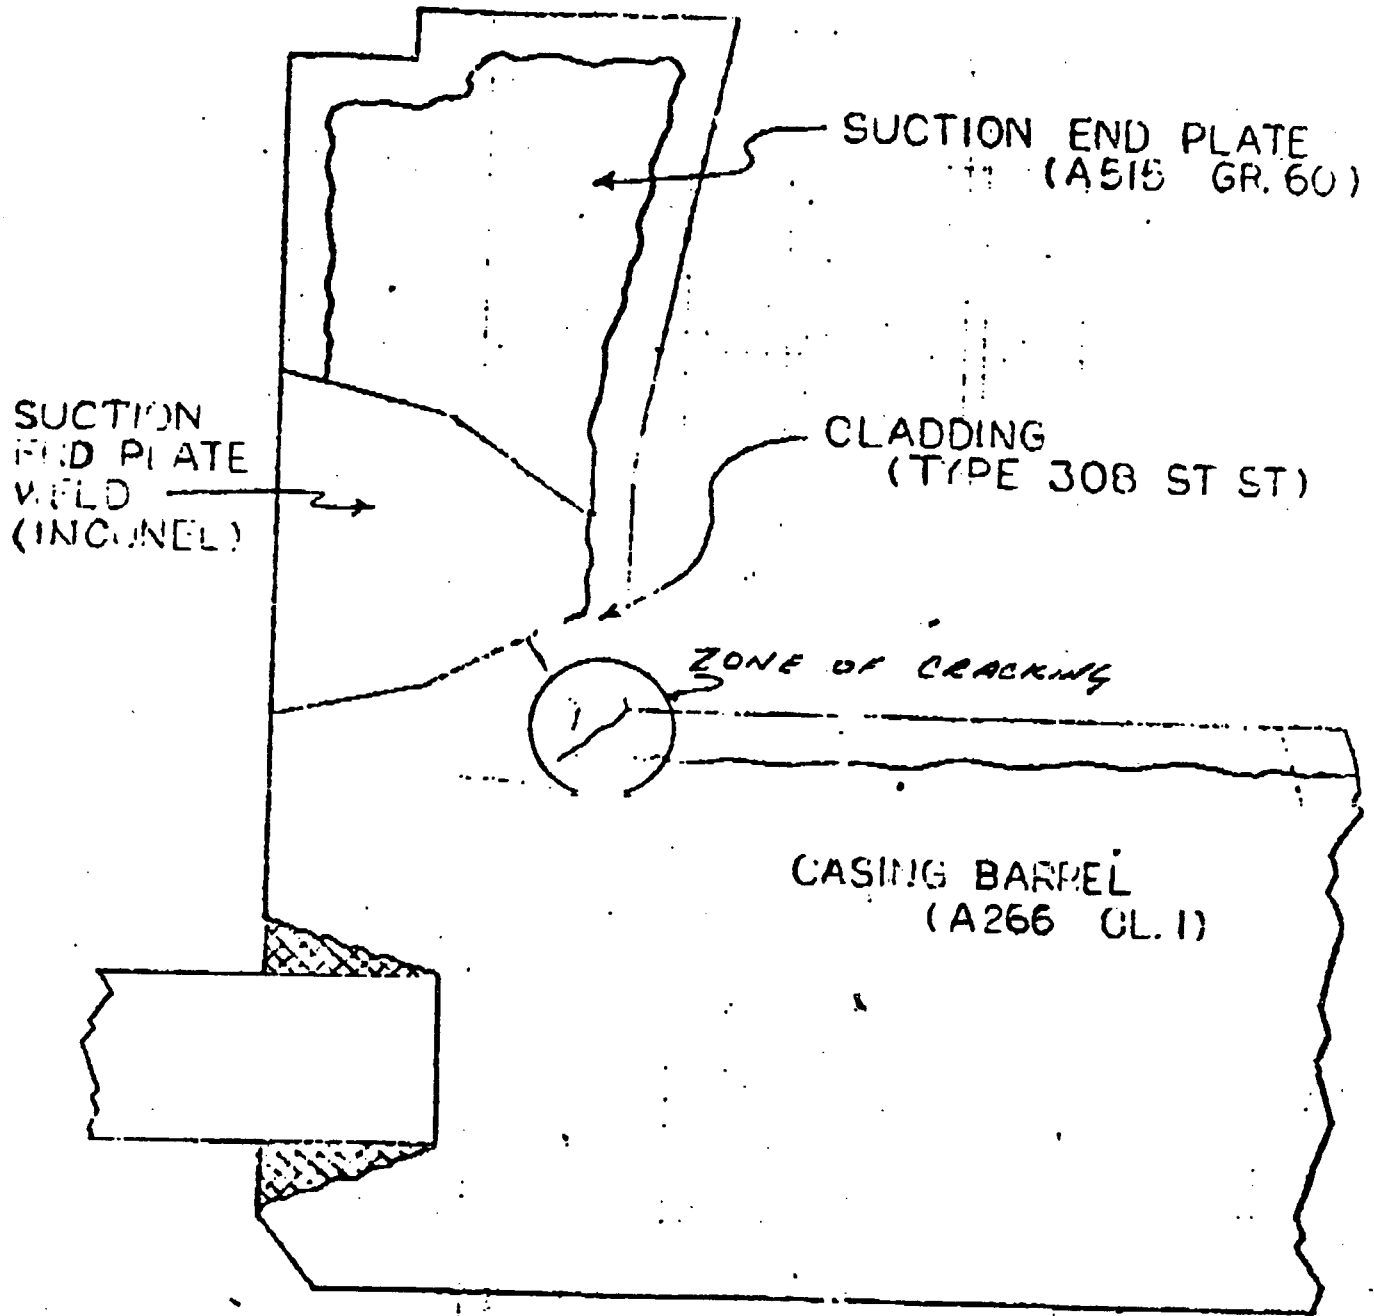 SUCTION END PLATE
(A515 GR. 60)
SUCTION
END PLATE
WELD
(INCONEL)
CLADDING
(TYPE 308 ST ST)
ZONE OF CRACKING
CASING BARREL
(A266 CL. 1)